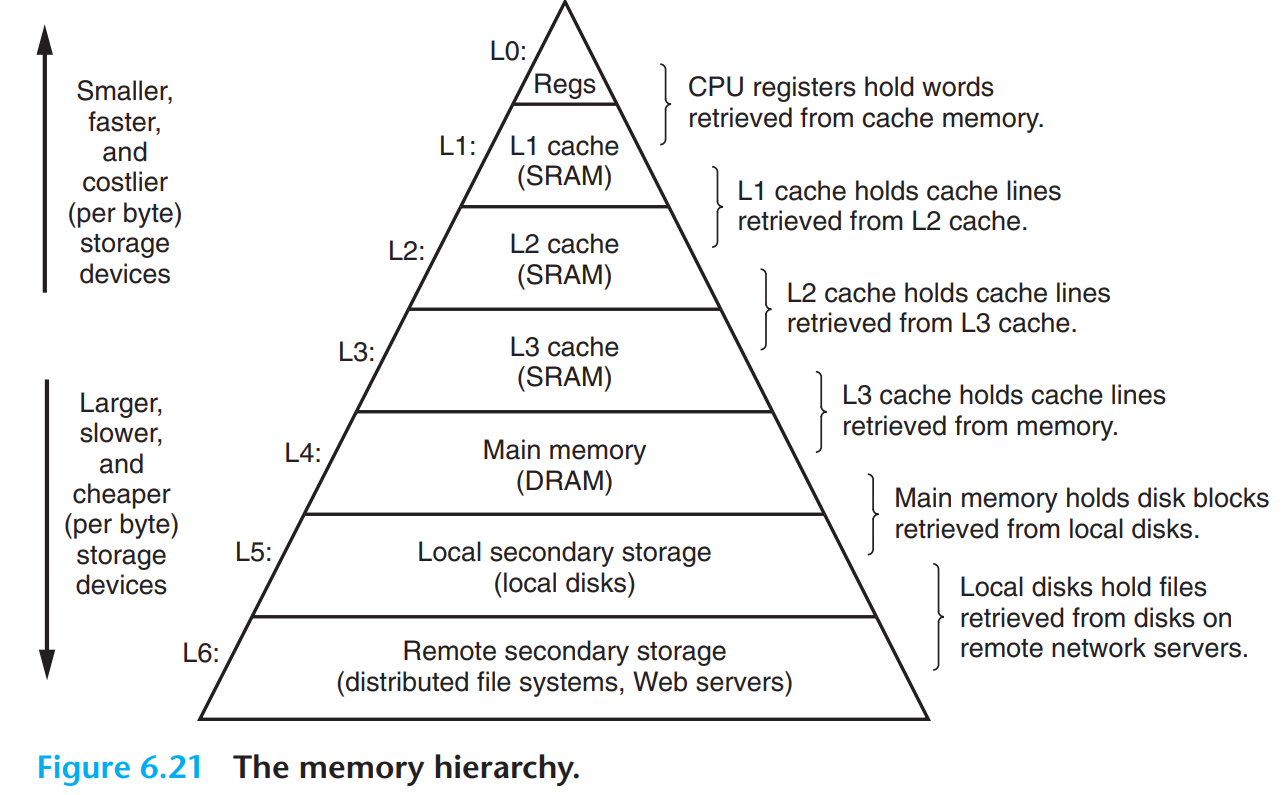 Smaller,
faster,
and
costlier
(per byte)
storage
devices
Larger,
slower,
and
cheaper
(per byte)
storage
devices
L0:
Regs
CPU registers hold words
retrieved from cache memory.
L1:
L1 cache
(SRAM)
L1 cache holds cache lines
retrieved from L2 cache.
L2:
L2 cache
(SRAM)
L2 cache holds cache lines
retrieved from L3 cache.
L3:
L3 cache
(SRAM)
L3 cache holds cache lines
retrieved from memory.
L4:
Main memory
(DRAM)
Main memory holds disk blocks
retrieved from local disks.
L5:
Local secondary storage
(local disks)
Local disks hold files
retrieved from disks on
remote network servers.
L6:
Remote secondary storage
(distributed file systems, Web servers)
Figure 6.21 The memory hierarchy.